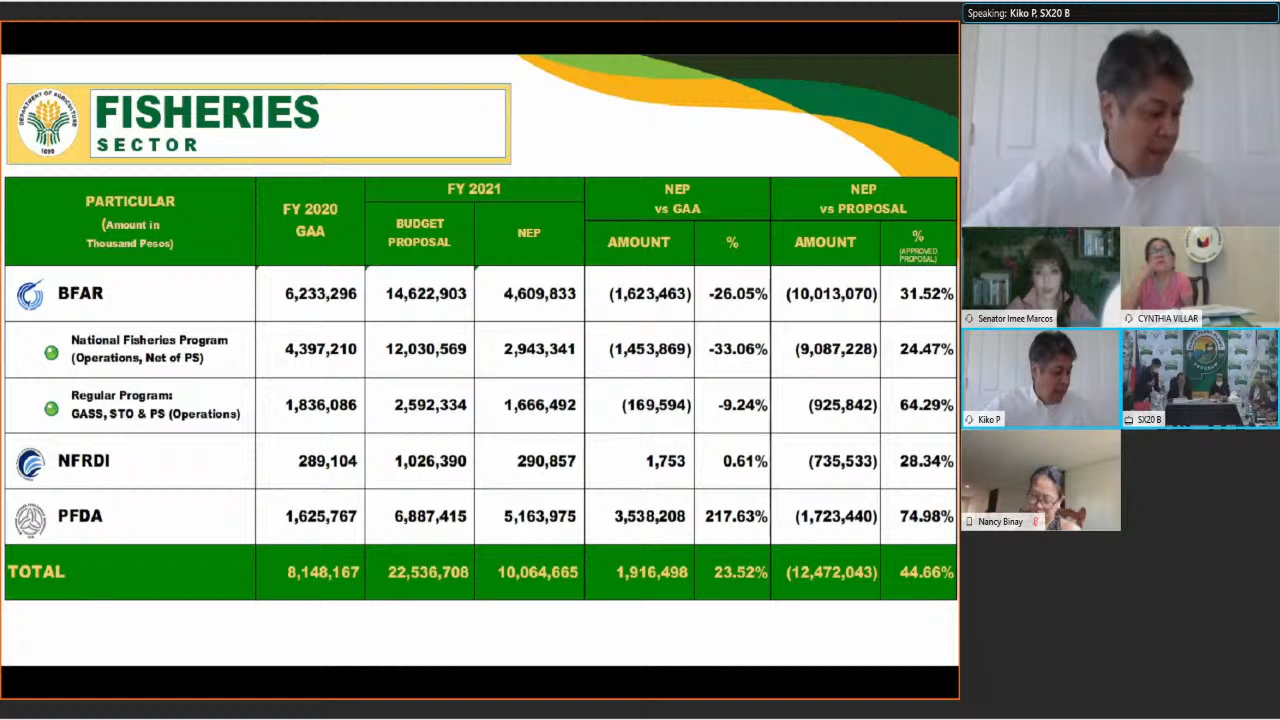 Speaking: Kiko P, SX20 B
DEPARTMENT OF AGRICULTURE
1898
FISHERIES
SECTOR
PARTICULAR
(Amount in
Thousand Pesos)
FY 2020
GAA
FY 2021
BUDGET
PROPOSAL
NEP
NEP
vs GAA
AMOUNT
%
NEP
vs PROPOSAL
AMOUNT
%
(APPROVED
PROPOSAL)
BFAR 6,233,296 14,622,903 4,609,833 (1,623,463) -26.05% (10,013,070) 31.52%
National Fisheries Program
(Operations, Net of PS) 4,397,210 12,030,569 2,943,341 (1,453,869) -33.06% (9,087,228) 24.47%
Regular Program:
GASS, STO & PS (Operations) 1,836,086 2,592,334 1,666,492 (169,594) -9.24% (925,842) 64.29%
NFRDI 289,104 1,026,390 290,857 1,753 0.61% (735,533) 28.34%
PFDA 1,625,767 6,887,415 5,163,975 3,538,208 217.63% (1,723,440) 74.98%
TOTAL 8,148,167 22,536,708 10,064,665 1,916,498 23.52% (12,472,043) 44.66%
Senator Imee Marcos
CYNTHIA VILLAR
Kiko P
SX20 B
Nancy Binay